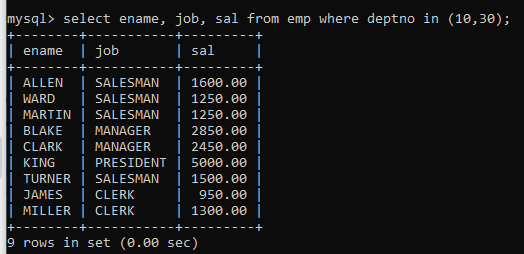 mysql> select ename, job, sal from emp where deptno in (10,30);
+--------+-----------+---------+
| ename | job | sal |
+--------+-----------+---------+
| ALLEN | SALESMAN | 1600.00 |
| WARD | SALESMAN | 1250.00 |
| MARTIN | SALESMAN | 1250.00 |
| BLAKE | MANAGER | 2850.00 |
| CLARK | MANAGER | 2450.00 |
| KING | PRESIDENT | 5000.00 |
| TURNER | SALESMAN | 1500.00 |
| JAMES | CLERK | 950.00 |
| MILLER | CLERK | 1300.00 |
+--------+-----------+---------+
9 rows in set (0.00 sec)